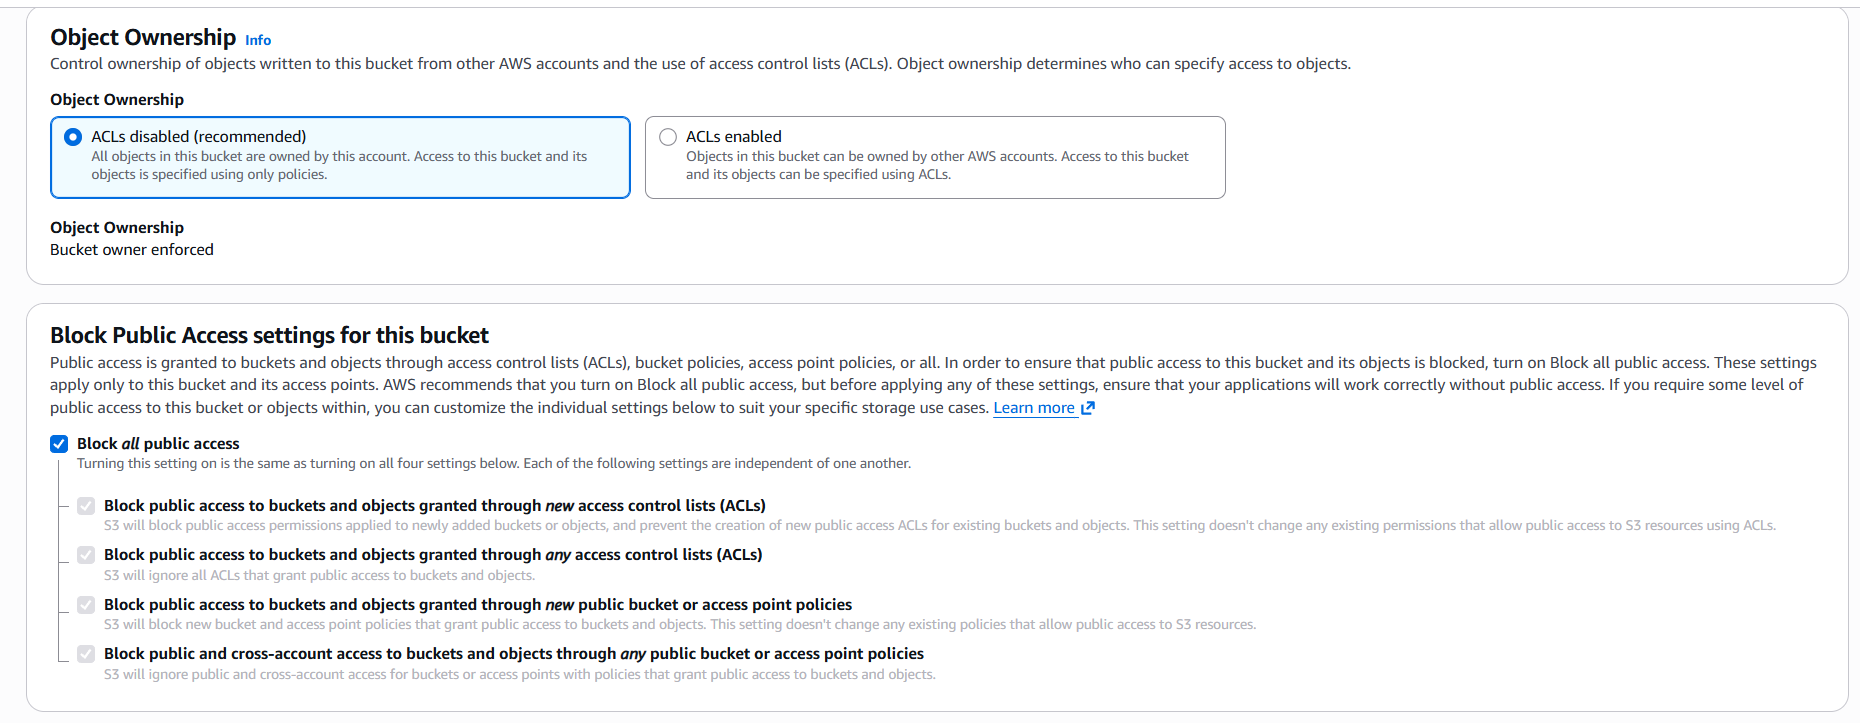 Object Ownership Info
Control ownership of objects written to this bucket from other AWS accounts and the use of access control lists (ACLs). Object ownership determines who can specify access to objects.
Object Ownership
ACLs disabled (recommended)
All objects in this bucket are owned by this account. Access to this bucket and its
objects is specified using only policies.
ACLs enabled
Objects in this bucket can be owned by other AWS accounts. Access to this bucket
and its objects can be specified using ACLs.
Object Ownership
Bucket owner enforced
Block Public Access settings for this bucket
Public access is granted to buckets and objects through access control lists (ACLs), bucket policies, access point policies, or all. In order to ensure that public access to this bucket and its objects is blocked, turn on Block all public access. These settings
apply only to this bucket and its access points. AWS recommends that you turn on Block all public access, but before applying any of these settings, ensure that your applications will work correctly without public access. If you require some level of
public access to this bucket or objects within, you can customize the individual settings below to suit your specific storage use cases. Learn more
Block all public access
Turning this setting on is the same as turning on all four settings below. Each of the following settings are independent of one another.
Block public access to buckets and objects granted through new access control lists (ACLs)
S3 will block public access permissions applied to newly added buckets or objects, and prevent the creation of new public access ACLs for existing buckets and objects. This setting doesn't change any existing permissions that allow public access to S3 resources using ACLs.
Block public access to buckets and objects granted through any access control lists (ACLs)
S3 will ignore all ACLs that grant public access to buckets and objects.
Block public access to buckets and objects granted through new public bucket or access point policies
S3 will block new bucket and access point policies that grant public access to buckets and objects. This setting doesn't change any existing policies that allow public access to S3 resources.
Block public and cross-account access to buckets and objects through any public bucket or access point policies
S3 will ignore public and cross-account access for buckets or access points with policies that grant public access to buckets and objects.